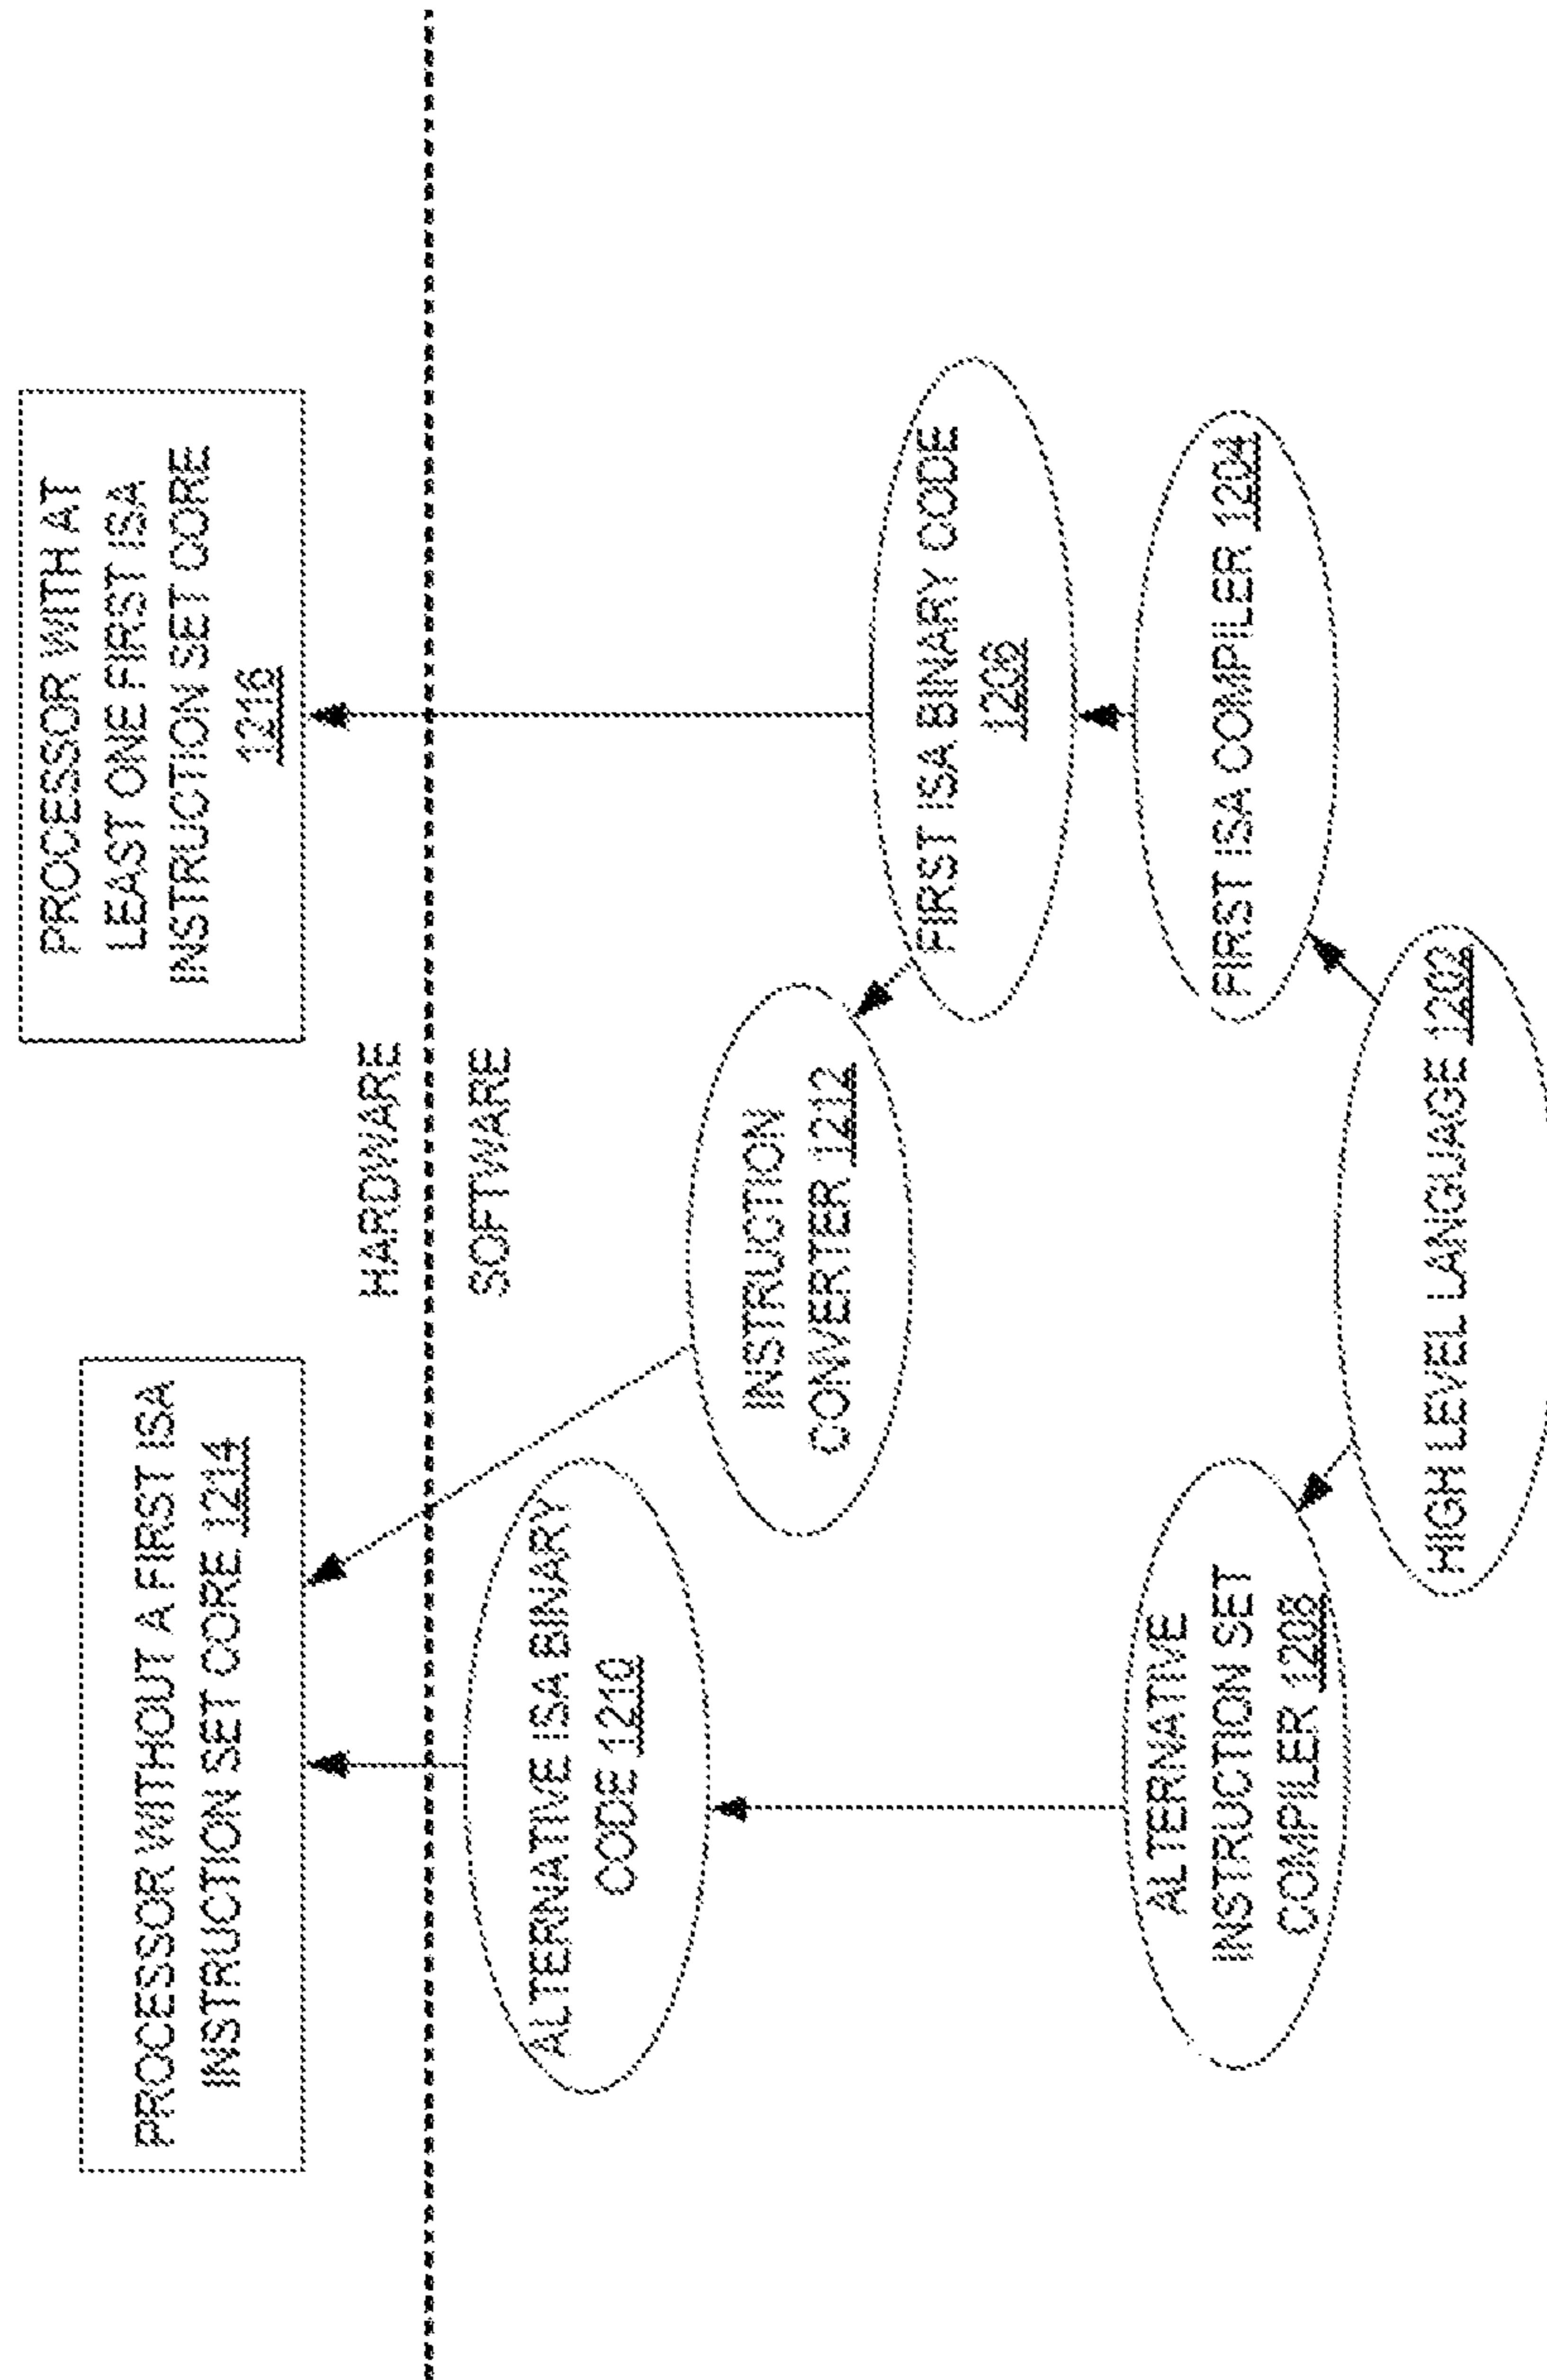 PROCESSOR WITHOUT A FIRST ISA
INSTRUCTION SET CORE 1214
PROCESSOR WITH AT
LEAST ONE FIRST ISA
INSTRUCTION SET CORE
1216
HARDWARE
SOFTWARE
ALTERNATIVE ISA BINARY
CODE 1210
INSTRUCTION
CONVERTER 1212
FIRST ISA BINARY CODE
1206
ALTERNATIVE
INSTRUCTION SET
COMPILER 1208
FIRST ISA COMPILER 1204
HIGH LEVEL LANGUAGE 1202